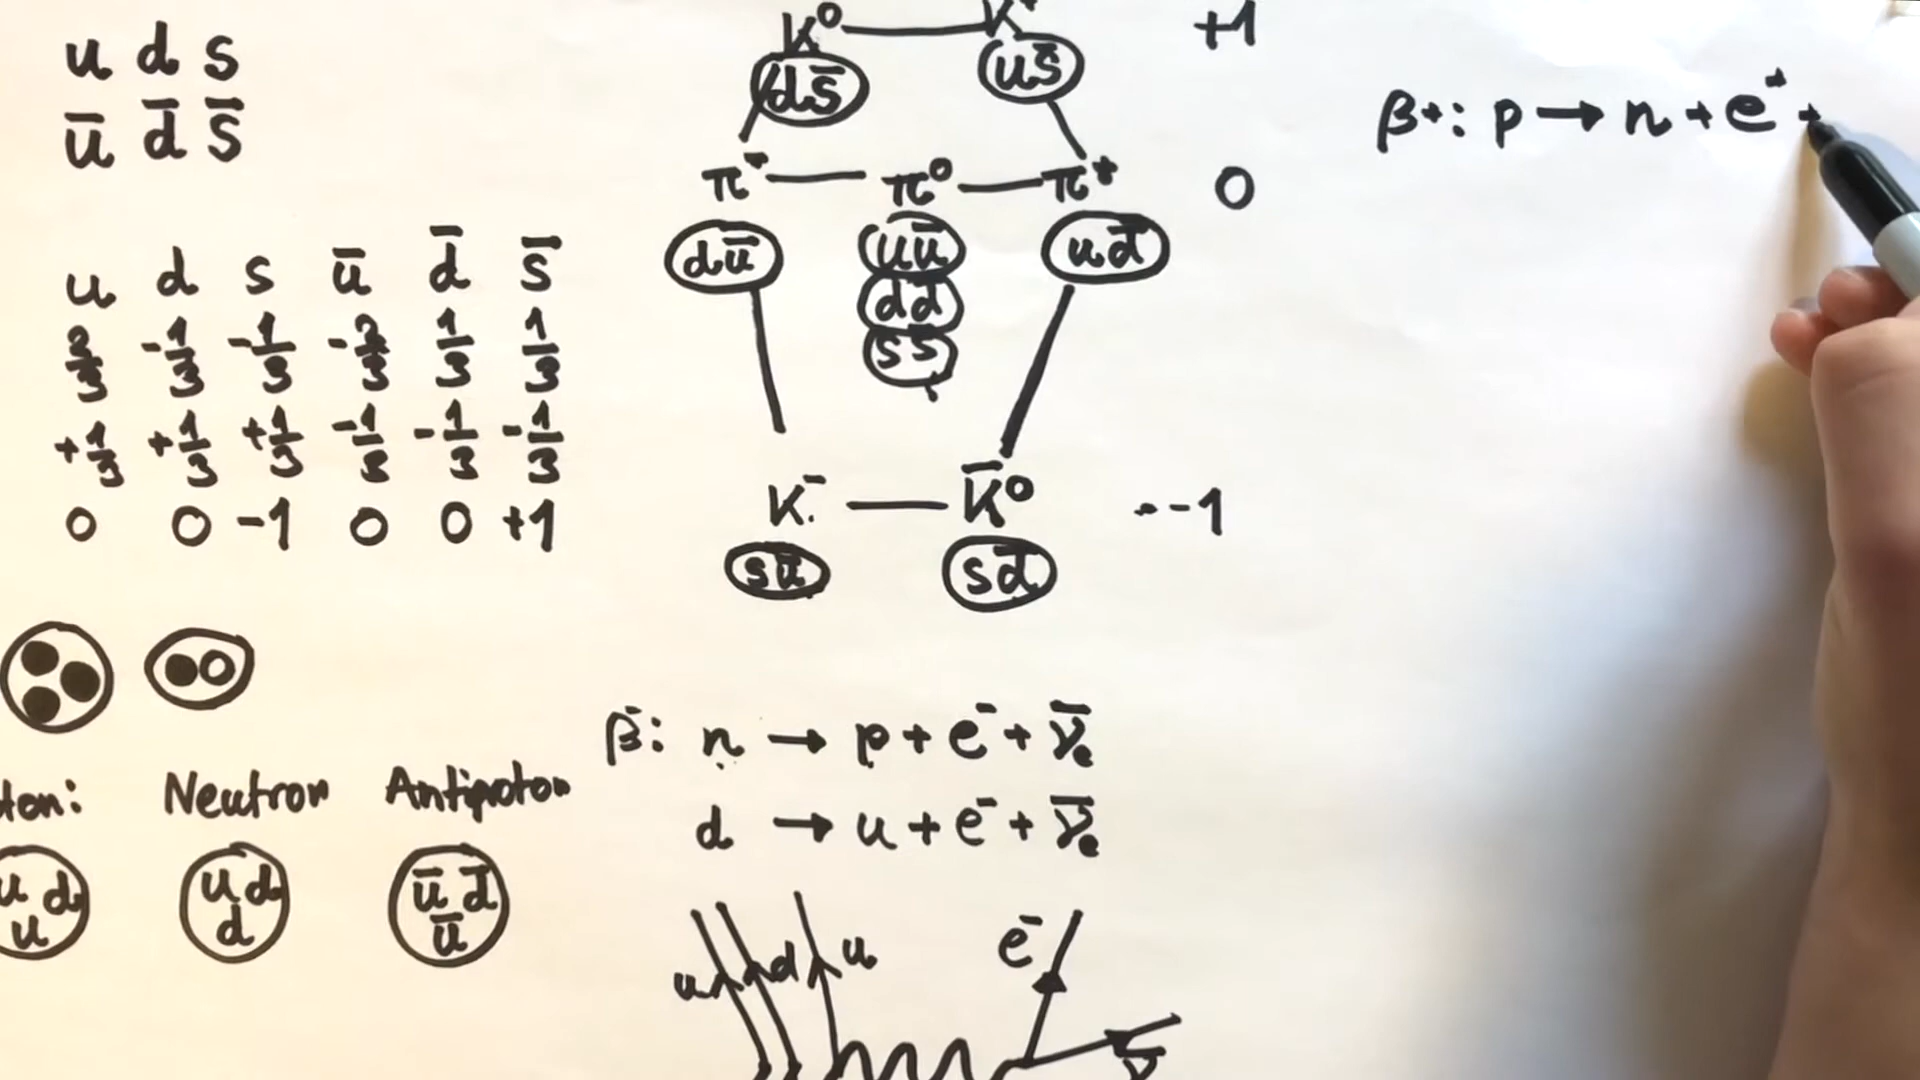 u d s
ū d̄ s̄
u d s ū d̄ s̄
2/3 -1/3 -1/3 -2/3 1/3 1/3
+1/3 +1/3 +1/3 -1/3 -1/3 -1/3
0 0 -1 0 0 +1
ton: Neutron Antiproton
u d u
u d d
ū d̄ ū
K⁰ K⁺ +1
ds̄ us̄
π⁻ π⁰ π⁺ 0
dū uū ud̄
dd̄
ss̄
K⁻ K̄⁰ -1
sū sd̄
β⁻: n → p + e⁻ + ν̄e
d → u + e⁻ + ν̄e
u d u e⁻
ν̄
β+: p → n + e⁺ +